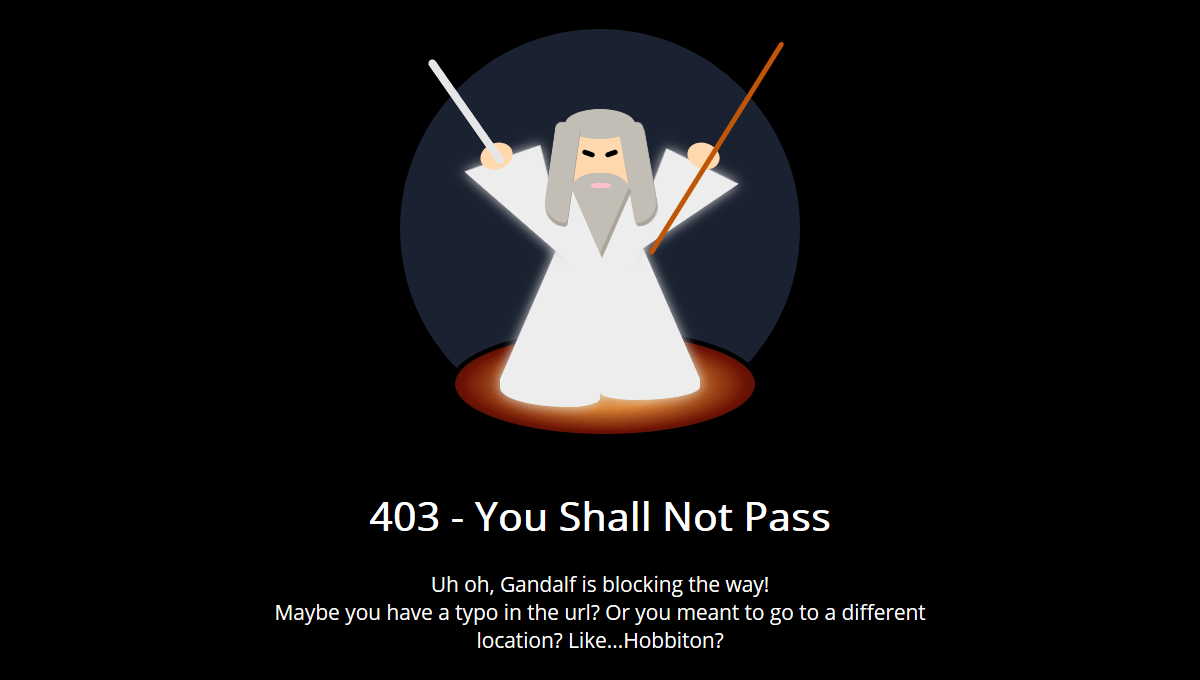 403 - You Shall Not Pass
Uh oh, Gandalf is blocking the way!
Maybe you have a typo in the url? Or you meant to go to a different
location? Like...Hobbiton?